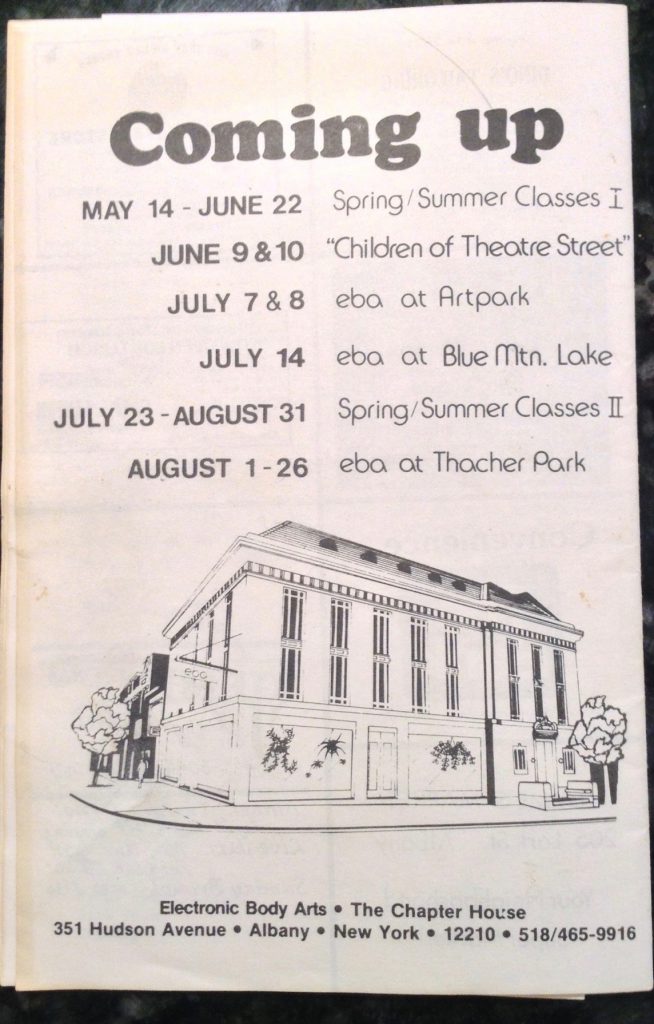 Coming up
MAY 14 - JUNE 22 Spring/Summer Classes I
JUNE 9 & 10 "Children of Theatre Street"
JULY 7 & 8 eba at Artpark
JULY 14 eba at Blue Mtn. Lake
JULY 23 - AUGUST 31 Spring/Summer Classes II
AUGUST 1 - 26 eba at Thacher Park
eba
Electronic Body Arts • The Chapter House
351 Hudson Avenue • Albany • New York • 12210 • 518/465-9916